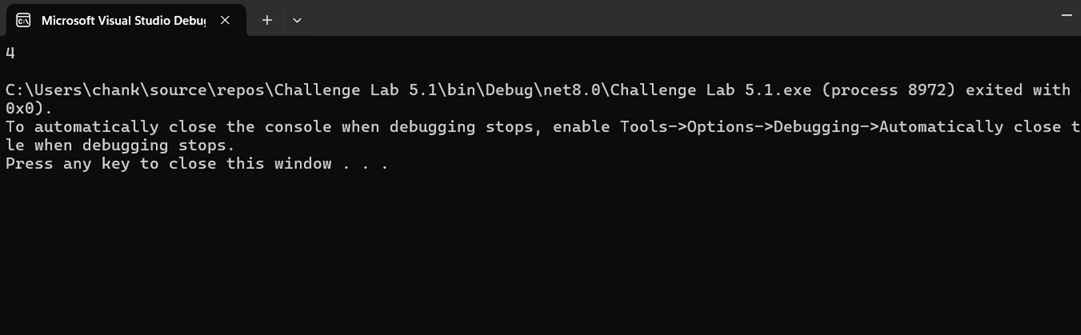 Microsoft Visual Studio Debug
4
C:\Users\chank\source\repos\Challenge Lab 5.1\bin\Debug\net8.0\Challenge Lab 5.1.exe (process 8972) exited with
0x0).
To automatically close the console when debugging stops, enable Tools->Options->Debugging->Automatically close t
le when debugging stops.
Press any key to close this window . . .